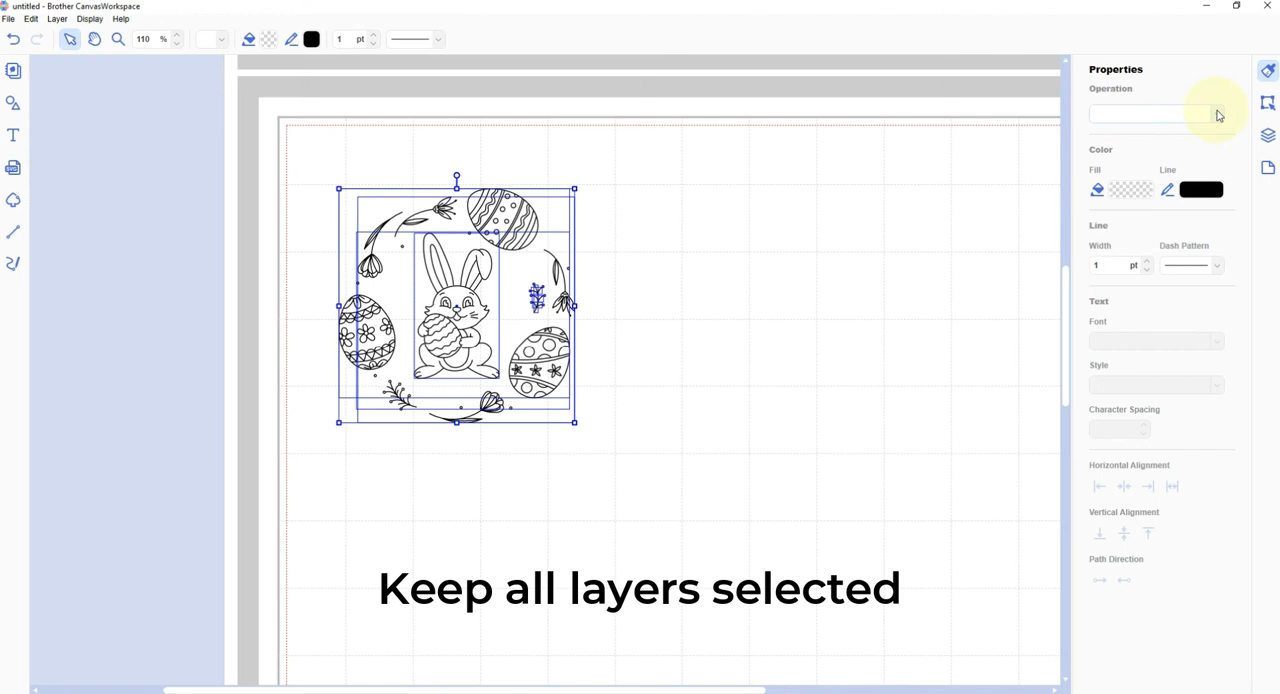 untitled - Brother CanvasWorkspace
File Edit Layer Display Help
110 %
1 pt
Properties
Operation
Color
Fill Line
Line
Width Dash Pattern
1 pt
Text
Font
Style
Character Spacing
Horizontal Alignment
Vertical Alignment
Path Direction
T
SVG
Keep all layers selected